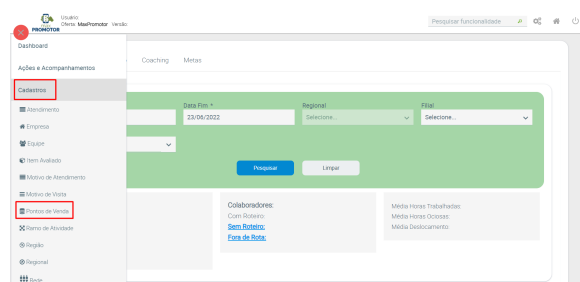 Usuário:
Oferta: MaxPromotor Versão:
PROMOTOR
Pesquisar funcionalidade
Dashboard
Ações e Acompanhamentos
Coaching Metas
Cadastros
Atendimento
Empresa
Equipe
Item Avaliado
Motivo de Atendimento
Motivo de Visita
Pontos de Venda
Ramo de Atividade
Região
Regional
Rede
Data Fim * Regional Filial
23/06/2022 Selecione... Selecione...
Pesquisar Limpar
Colaboradores:
Com Roteiro:
Sem Roteiro:
Fora de Rota:
Média Horas Trabalhadas:
Média Horas Ociosas:
Média Deslocamento: